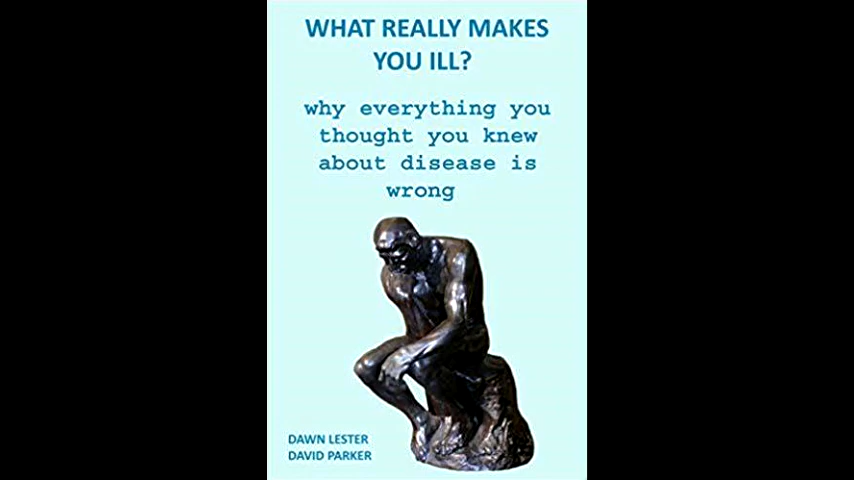 WHAT REALLY MAKES
YOU ILL?
why everything you
thought you knew
about disease is
wrong
DAWN LESTER
DAVID PARKER